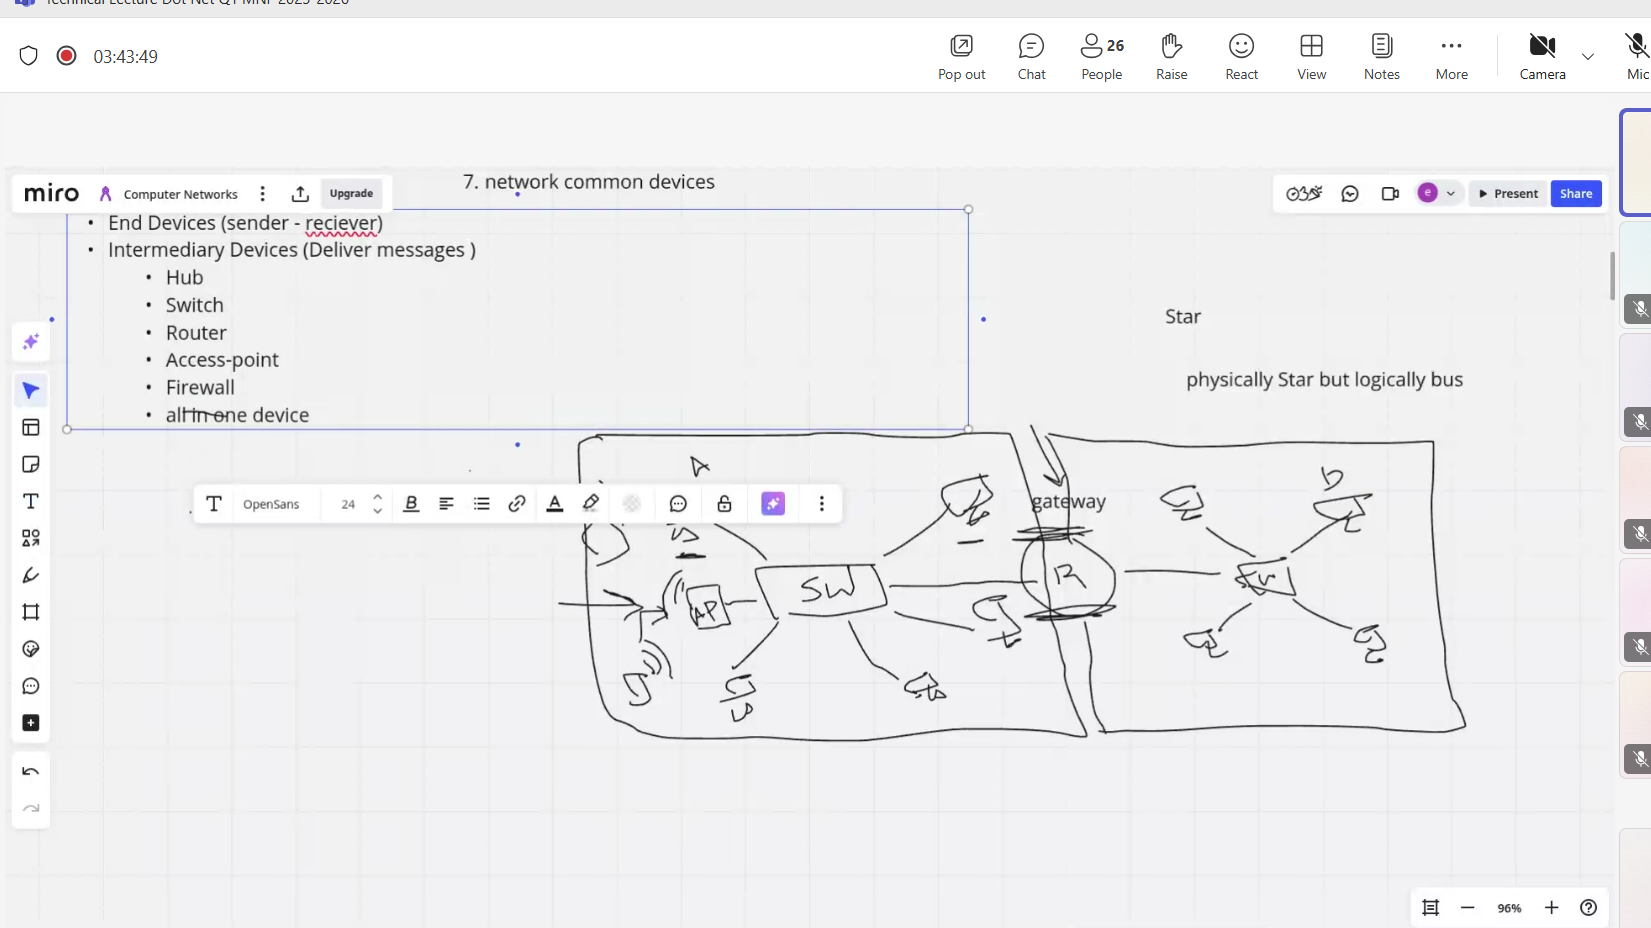 03:43:49
Pop out
Chat
26
People
Raise
React
View
Notes
More
Camera
Mic
miro
Computer Networks
Upgrade
7. network common devices
Present
Share
e
• End Devices (sender - reciever)
• Intermediary Devices (Deliver messages )
• Hub
• Switch
• Router
• Access-point
• Firewall
• all in one device
Star
physically Star but logically bus
OpenSans
24
gateway
SW
R
AP
D
96%